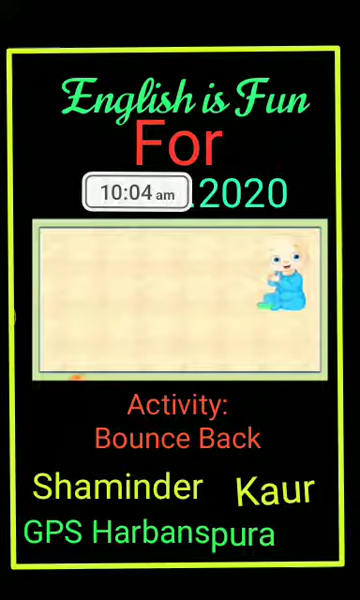 English is Fun
For
10:04 am .2020
Activity:
Bounce Back
Shaminder Kaur
GPS Harbanspura